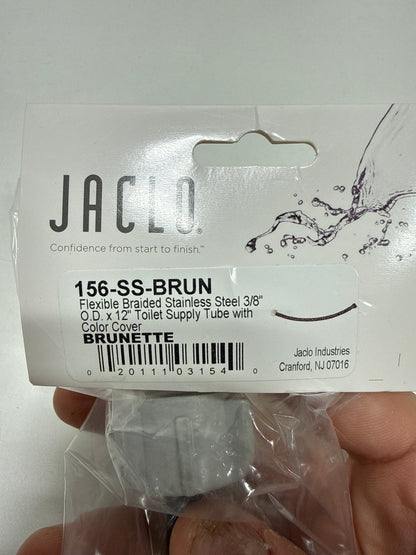 JACLO®
Confidence from start to finish.™
156-SS-BRUN
Flexible Braided Stainless Steel 3/8"
O.D. x 12" Toilet Supply Tube with
Color Cover
BRUNETTE
0 20111 03154 0
Jaclo Industries
Cranford, NJ 07016